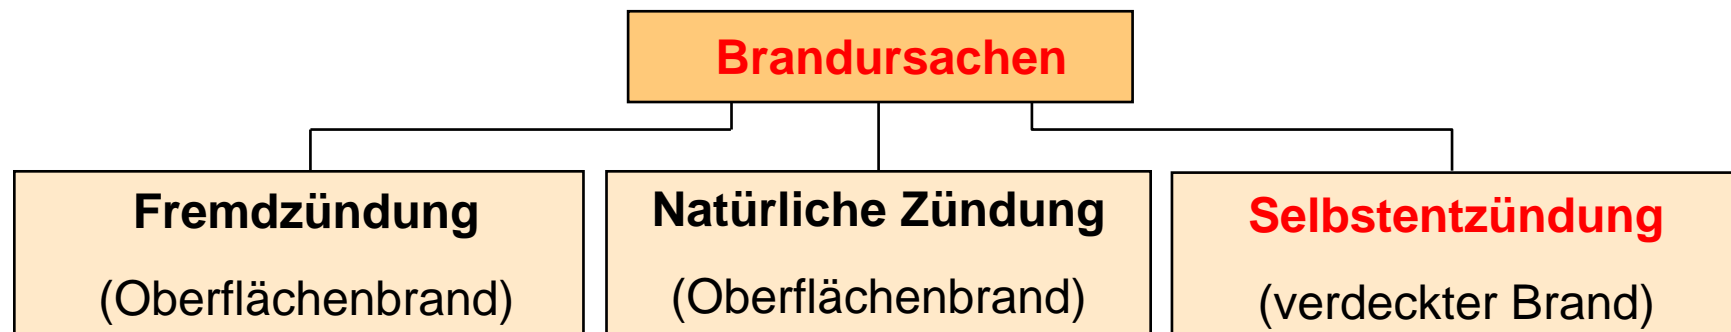 Brandursachen
Fremdzündung
(Oberflächenbrand)
Natürliche Zündung
(Oberflächenbrand)
Selbstentzündung
(verdeckter Brand)